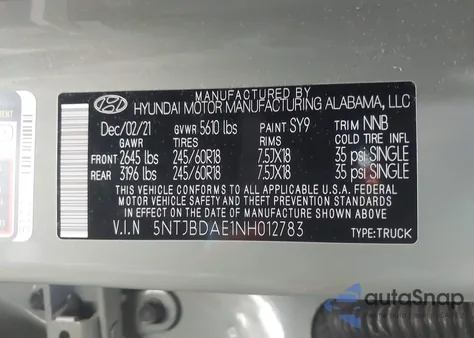 MANUFACTURED BY
HYUNDAI MOTOR MANUFACTURING ALABAMA, LLC
Dec/02/21 GVWR 5610 lbs PAINT SY9 TRIM NNB
GAWR TIRES RIMS COLD TIRE INFL
FRONT 2645 lbs 245/60R18 7.5JX18 35 psi SINGLE
REAR 3196 lbs 245/60R18 7.5JX18 35 psi SINGLE
THIS VEHICLE CONFORMS TO ALL APPLICABLE U.S.A. FEDERAL
MOTOR VEHICLE SAFETY AND THEFT PREVENTION STANDARDS
IN EFFECT ON THE DATE OF MANUFACTURE SHOWN ABOVE.
V.I.N 5NTJBDAE1NH012783 TYPE:TRUCK
autoSnap